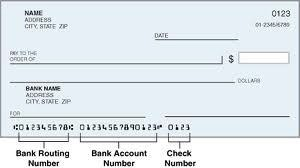 NAME 0123
ADDRESS 01-2345/6789
CITY, STATE ZIP
DATE
PAY TO THE
ORDER OF $
DOLLARS
BANK NAME
ADDRESS
CITY, STATE ZIP
FOR
⑆012345678⑆ ⑈0123456789012⑈ 0123
Bank Routing Bank Account Check
Number Number Number